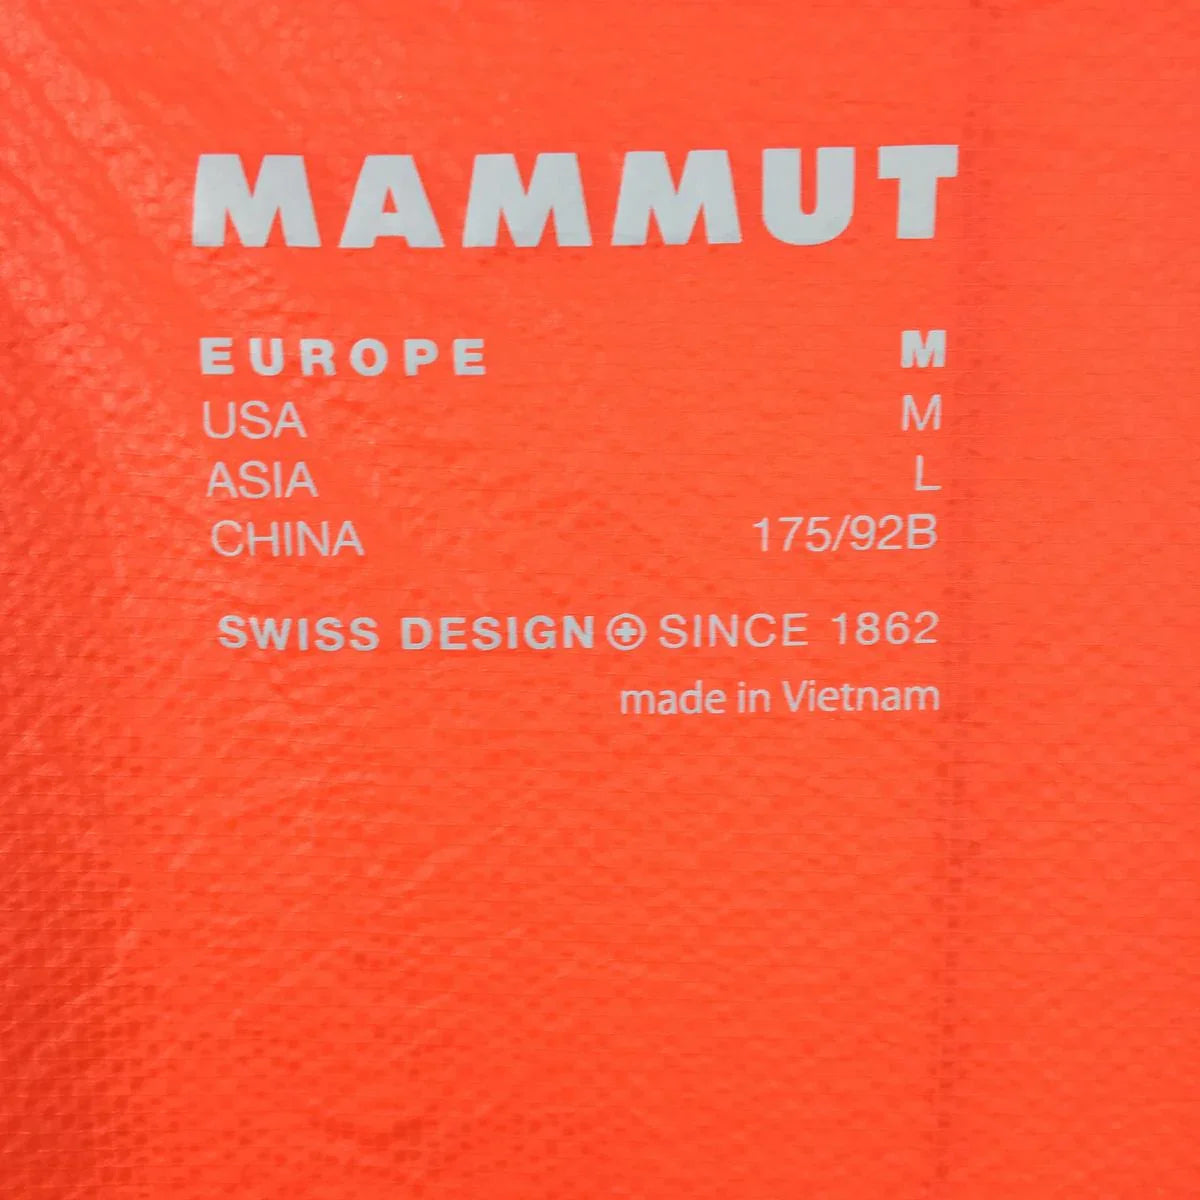 MAMMUT
EUROPE M
USA M
ASIA L
CHINA 175/92B
SWISS DESIGN SINCE 1862
made in Vietnam